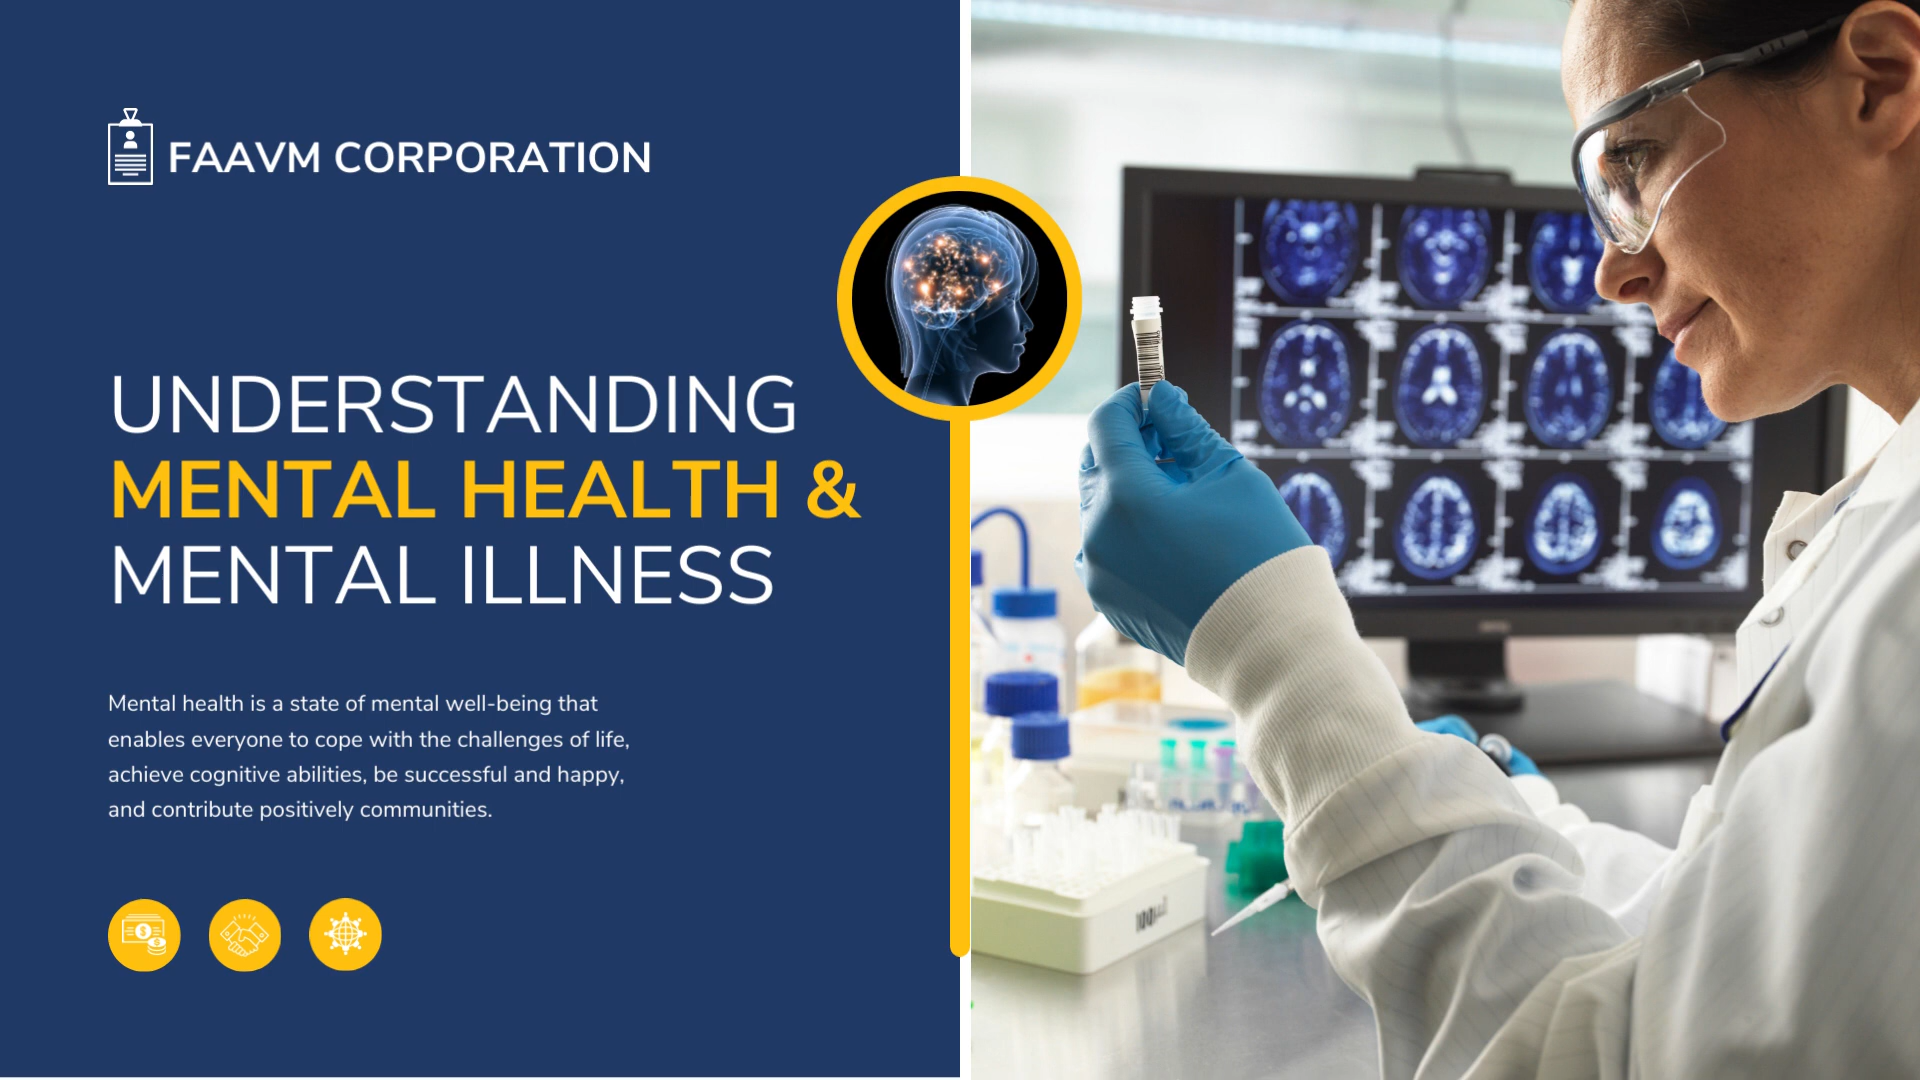 FAAVM CORPORATION
UNDERSTANDING
MENTAL HEALTH &
MENTAL ILLNESS
Mental health is a state of mental well-being that
enables everyone to cope with the challenges of life,
achieve cognitive abilities, be successful and happy,
and contribute positively communities.
100µl